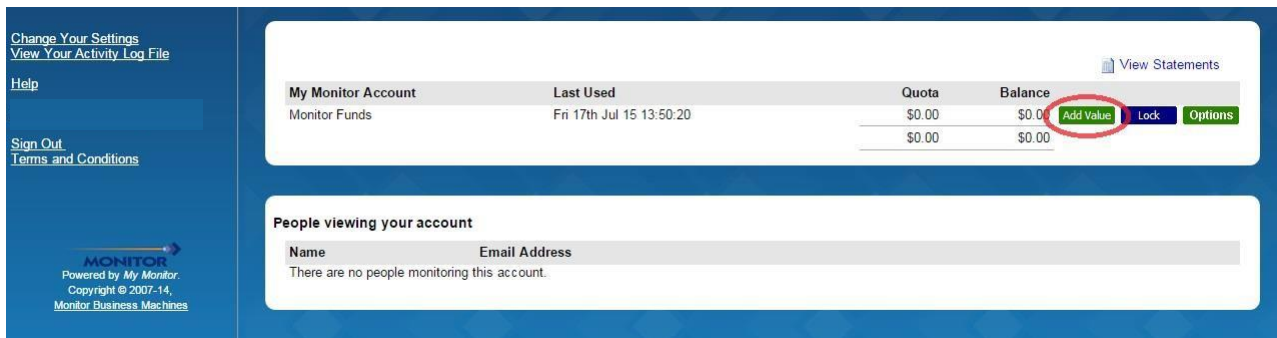 Change Your Settings
View Your Activity Log File
Help
Sign Out
Terms and Conditions
MONITOR
Powered by My Monitor.
Copyright © 2007-14,
Monitor Business Machines
View Statements
My Monitor Account Last Used Quota Balance
Monitor Funds Fri 17th Jul 15 13:50:20 $0.00 $0.00 Add Value Lock Options
$0.00 $0.00
People viewing your account
Name Email Address
There are no people monitoring this account.